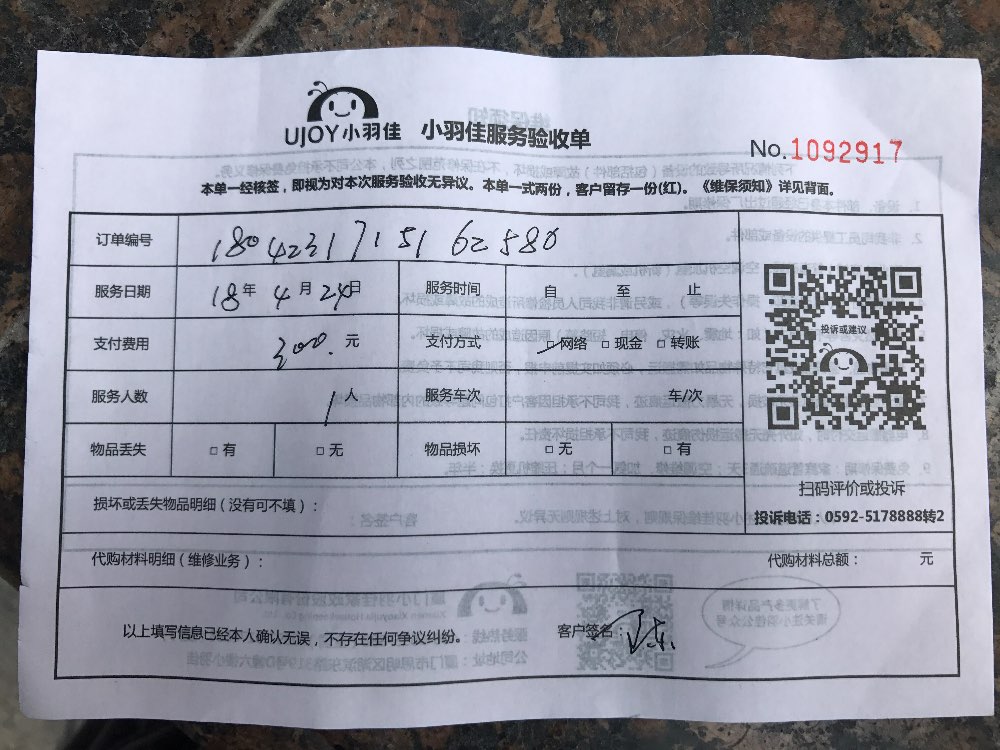 UJOY小羽佳 小羽佳服务验收单
No.1092917
本单一经核签，即视为对本次服务验收无异议。本单一式两份，客户留存一份(红)。《维保须知》详见背面。
订单编号 1804231715162580
服务日期 18年4月24日 服务时间 自 至 止
支付费用 300.元 支付方式 □网络 □现金 □转账
服务人数 1人 服务车次 车/次
物品丢失 □有 □无 物品损坏 □无 □有
投诉或建议
扫码评价或投诉
投诉电话：0592-5178888转2
损坏或丢失物品明细（没有可不填）：
代购材料明细（维修业务）： 代购材料总额： 元
以上填写信息已经本人确认无误，不存在任何争议纠纷。 客户签名：